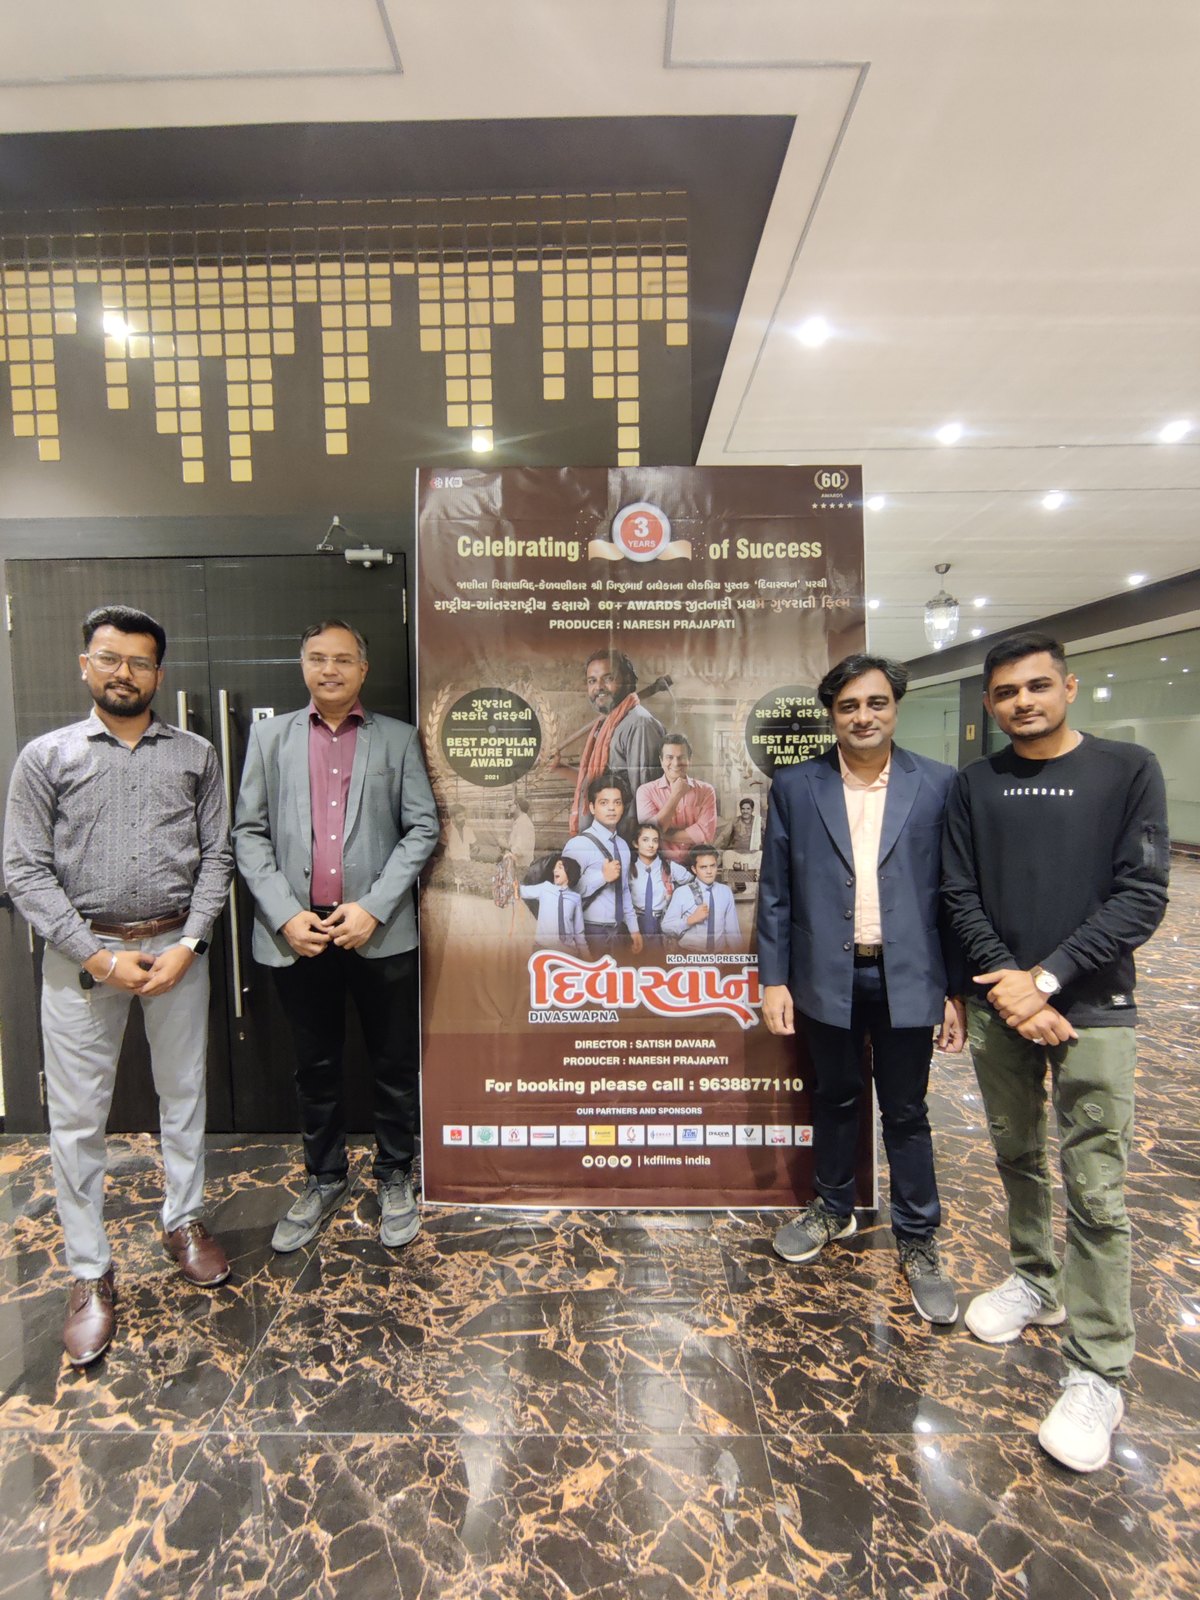 KD
60+
AWARDS
3
YEARS
Celebrating of Success
જાણીતા શિક્ષણવિદ્-કેળવણીકાર શ્રી ગિજુભાઈ બધેકાના લોકપ્રિય પુસ્તક 'દિવાસ્વપ્ન' પરથી
રાષ્ટ્રીય-આંતરરાષ્ટ્રીય કક્ષાએ 60+ AWARDS જીતનારી પ્રથમ ગુજરાતી ફિલ્મ
PRODUCER : NARESH PRAJAPATI
ગુજરાત
સરકાર તરફથી
BEST POPULAR
FEATURE FILM
AWARD
2021
ગુજરાત
સરકાર તરફ
BEST FEATURE
FILM (2nd)
AWAR
K.D. FILMS PRESENT
દિવાસ્વપ્ન
DIVASWAPNA
DIRECTOR : SATISH DAVARA
PRODUCER : NARESH PRAJAPATI
For booking please call : 9638877110
OUR PARTNERS AND SPONSORS
| kdfilms india
LEGENDARY